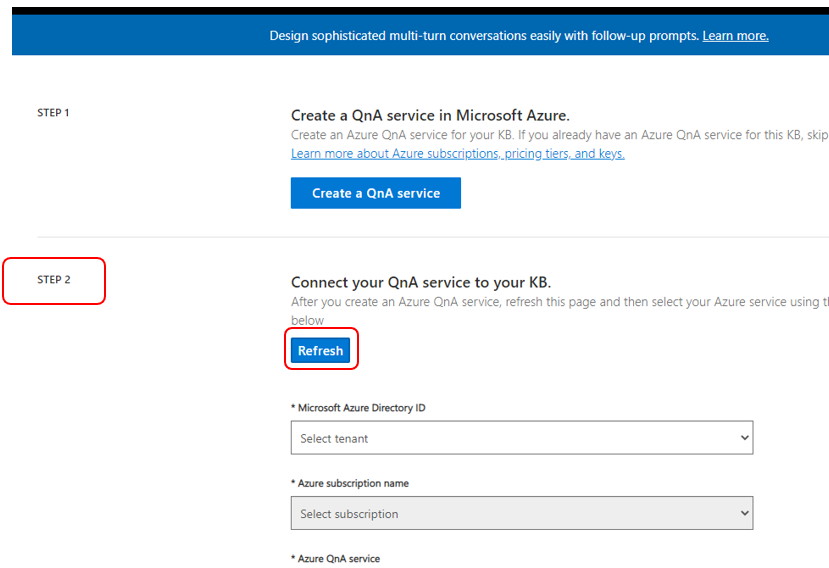 Design sophisticated multi-turn conversations easily with follow-up prompts. Learn more.
STEP 1
Create a QnA service in Microsoft Azure.
Create an Azure QnA service for your KB. If you already have an Azure QnA service for this KB, skip
Learn more about Azure subscriptions, pricing tiers, and keys.
Create a QnA service
STEP 2
Connect your QnA service to your KB.
After you create an Azure QnA service, refresh this page and then select your Azure service using
below
Refresh
* Microsoft Azure Directory ID
Select tenant
* Azure subscription name
Select subscription
* Azure QnA service